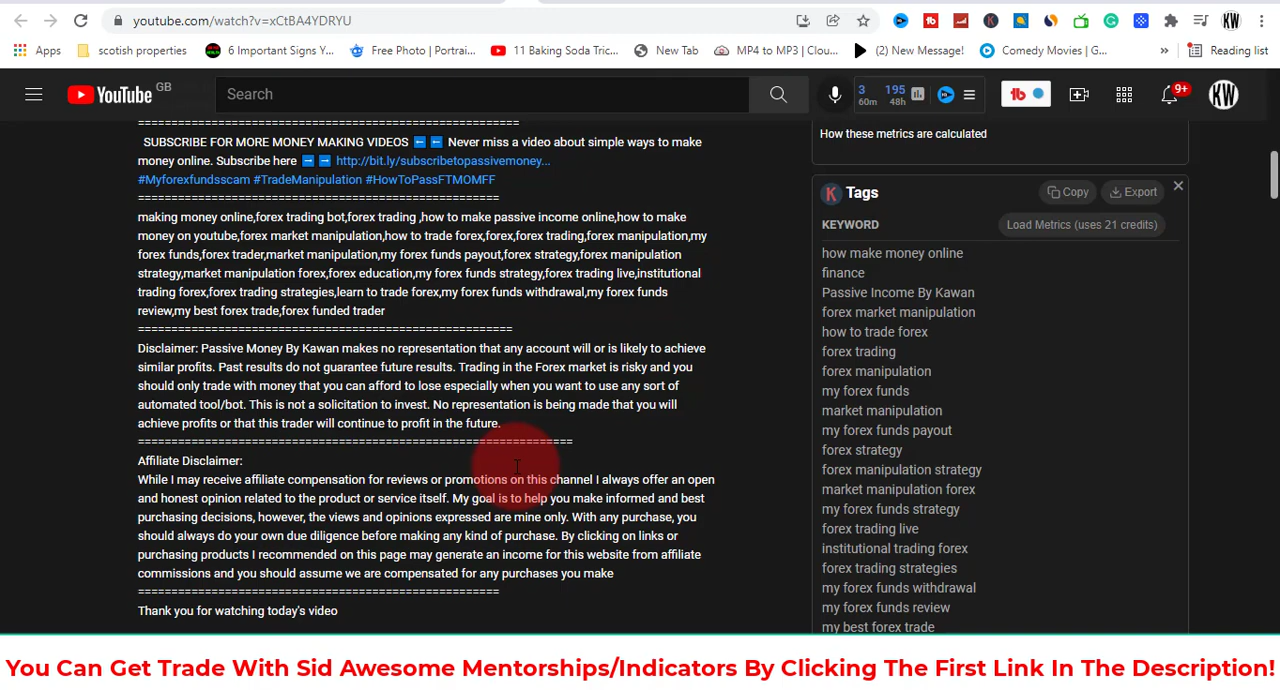 youtube.com/watch?v=xCtBA4YDRYU
Apps scotish properties 6 Important Signs Y... Free Photo | Portrai... 11 Baking Soda Tric... New Tab MP4 to MP3 | Clou... (2) New Message! Comedy Movies | G... » Reading list
YouTube GB Search 3 60m 195 48h 9+ KW
=========================================================
SUBSCRIBE FOR MORE MONEY MAKING VIDEOS ⬅️ ⬅️ Never miss a video about simple ways to make
money online. Subscribe here ➡️ ➡️ http://bit.ly/subscribetopassivemoney...
#Myforexfundsscam #TradeManipulation #HowToPassFTMOMFF
======================================================
making money online,forex trading bot,forex trading ,how to make passive income online,how to make
money on youtube,forex market manipulation,how to trade forex,forex,forex trading,forex manipulation,my
forex funds,forex trader,market manipulation,my forex funds payout,forex strategy,forex manipulation
strategy,market manipulation forex,forex education,my forex funds strategy,forex trading live,institutional
trading forex,forex trading strategies,learn to trade forex,my forex funds withdrawal,my forex funds
review,my best forex trade,forex funded trader
========================================================
Disclaimer: Passive Money By Kawan makes no representation that any account will or is likely to achieve
similar profits. Past results do not guarantee future results. Trading in the Forex market is risky and you
should only trade with money that you can afford to lose especially when you want to use any sort of
automated tool/bot. This is not a solicitation to invest. No representation is being made that you will
achieve profits or that this trader will continue to profit in the future.
=================================================================
Affiliate Disclaimer:
While I may receive affiliate compensation for reviews or promotions on this channel I always offer an open
and honest opinion related to the product or service itself. My goal is to help you make informed and best
purchasing decisions, however, the views and opinions expressed are mine only. With any purchase, you
should always do your own due diligence before making any kind of purchase. By clicking on links or
purchasing products I recommended on this page may generate an income for this website from affiliate
commissions and you should assume we are compensated for any purchases you make
======================================================
Thank you for watching today's video
How these metrics are calculated
K Tags Copy Export
KEYWORD Load Metrics (uses 21 credits)
how make money online
finance
Passive Income By Kawan
forex market manipulation
how to trade forex
forex trading
forex manipulation
my forex funds
market manipulation
my forex funds payout
forex strategy
forex manipulation strategy
market manipulation forex
my forex funds strategy
forex trading live
institutional trading forex
forex trading strategies
my forex funds withdrawal
my forex funds review
my best forex trade
You Can Get Trade With Sid Awesome Mentorships/Indicators By Clicking The First Link In The Description!